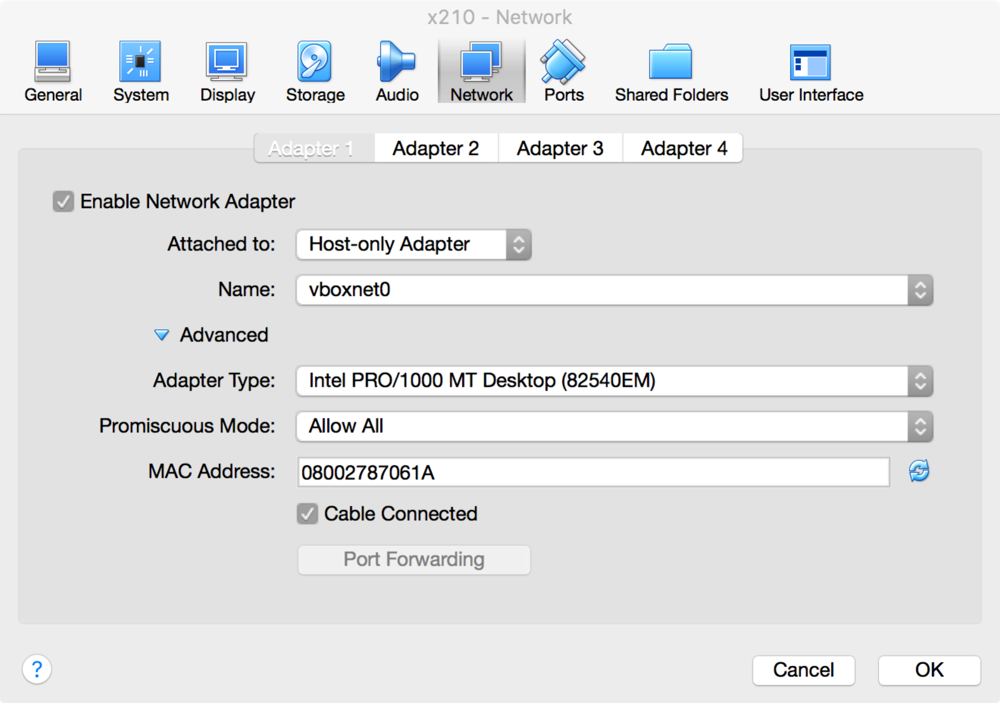 x210 - Network
General System Display Storage Audio Network Ports Shared Folders User Interface
Adapter 1 Adapter 2 Adapter 3 Adapter 4
Enable Network Adapter
Attached to: Host-only Adapter
Name: vboxnet0
Advanced
Adapter Type: Intel PRO/1000 MT Desktop (82540EM)
Promiscuous Mode: Allow All
MAC Address: 08002787061A
Cable Connected
Port Forwarding
? Cancel OK